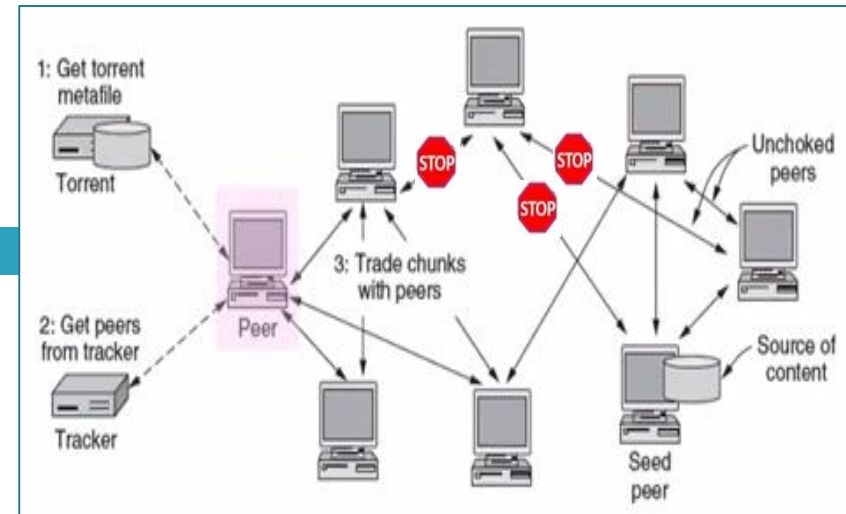 1: Get torrent
metafile
Torrent
STOP
STOP
STOP
Unchoked
peers
3: Trade chunks
with peers
Peer
2: Get peers
from tracker
Tracker
Source of
content
Seed
peer